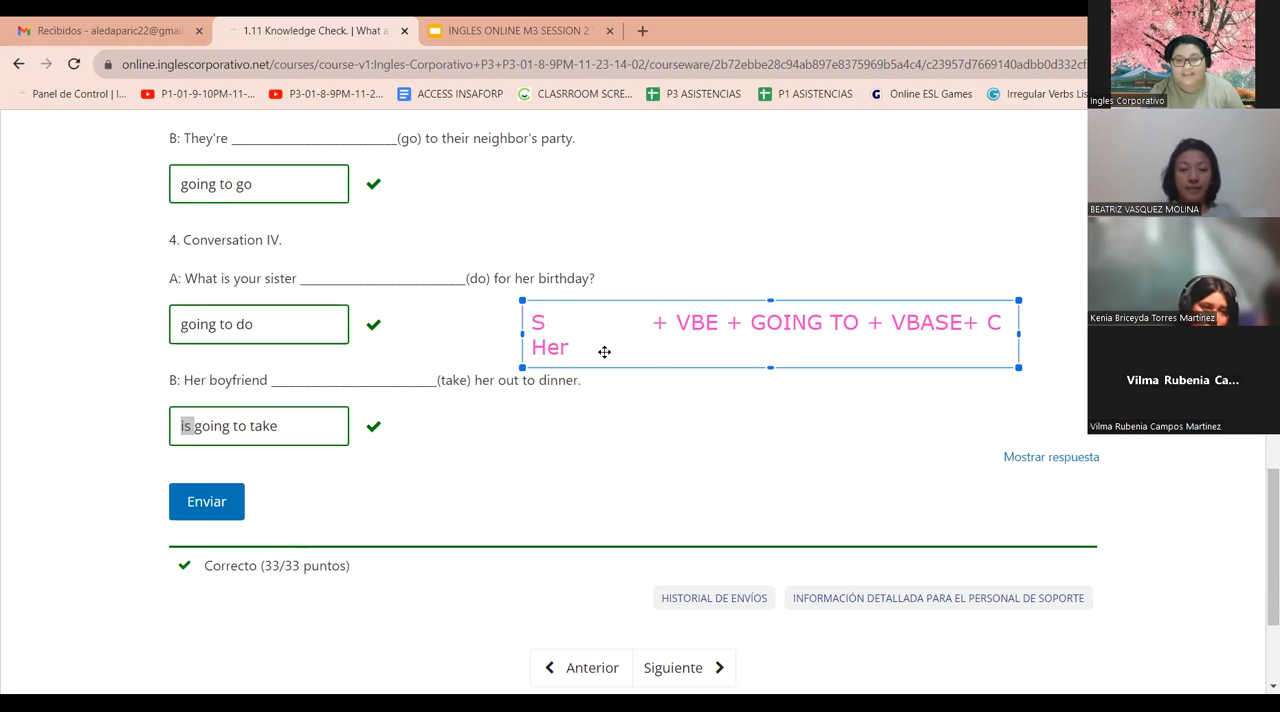 Recibidos - aledaparic22@gmai
1.11 Knowledge Check. | What a
INGLES ONLINE M3 SESSION 2
online.inglescorporativo.net/courses/course-v1:Ingles-Corporativo+P3+P3-01-8-9PM-11-23-14-02/courseware/2b72ebbe28c94ab897e8375969b5a4c4/c23957d7669140adbb0d332cf
Panel de Control | I...
P1-01-9-10PM-11-...
P3-01-8-9PM-11-2...
ACCESS INSAFORP
CLASRROOM SCRE...
P3 ASISTENCIAS
P1 ASISTENCIAS
Online ESL Games
Irregular Verbs Lis
Ingles Corporativo
B: They're ________________________(go) to their neighbor's party.
going to go
BEATRIZ VASQUEZ MOLINA
4. Conversation IV.
A: What is your sister ________________________(do) for her birthday?
going to do
S + VBE + GOING TO + VBASE+ C
Her
Kenia Briceyda Torres Martínez
B: Her boyfriend ________________________(take) her out to dinner.
Vilma Rubenia Ca...
is going to take
Vilma Rubenia Campos Martinez
Mostrar respuesta
Enviar
Correcto (33/33 puntos)
HISTORIAL DE ENVÍOS
INFORMACIÓN DETALLADA PARA EL PERSONAL DE SOPORTE
Anterior
Siguiente